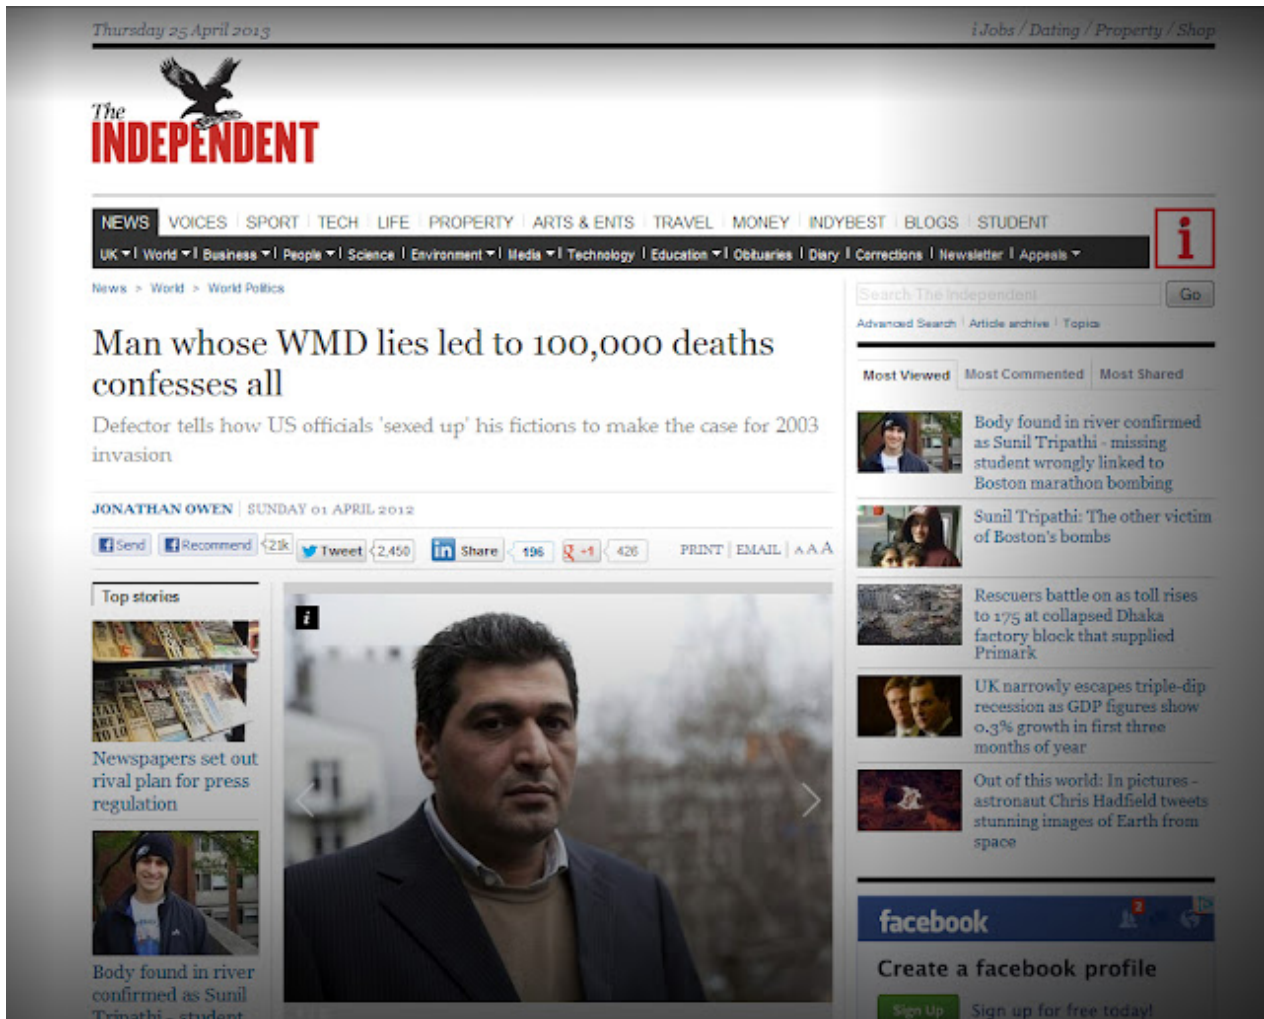 Thursday 25 April 2013
i Jobs / Dating / Property / Shop
The
INDEPENDENT
NEWS VOICES SPORT TECH LIFE PROPERTY ARTS & ENTS TRAVEL MONEY INDYBEST BLOGS STUDENT
i
UK World Business People Science Environment Media Technology Education Obituaries Diary Corrections Newsletter Appeals
News > World > World Politics
Search The Independent
Go
Advanced Search Article archive Topics
Man whose WMD lies led to 100,000 deaths
confesses all
Defector tells how US officials 'sexed up' his fictions to make the case for 2003
invasion
JONATHAN OWEN SUNDAY 01 APRIL 2012
Send Recommend 21k Tweet 2,450 in Share 196 g +1 426 PRINT EMAIL A A A
Top stories
i
Newspapers set out
rival plan for press
regulation
Body found in river
confirmed as Sunil
Tripathi - student
Most Viewed Most Commented Most Shared
Body found in river confirmed
as Sunil Tripathi - missing
student wrongly linked to
Boston marathon bombing
Sunil Tripathi: The other victim
of Boston's bombs
Rescuers battle on as toll rises
to 175 at collapsed Dhaka
factory block that supplied
Primark
UK narrowly escapes triple-dip
recession as GDP figures show
0.3% growth in first three
months of year
Out of this world: In pictures -
astronaut Chris Hadfield tweets
stunning images of Earth from
space
facebook
2
Create a facebook profile
Sign Up Sign up for free today!